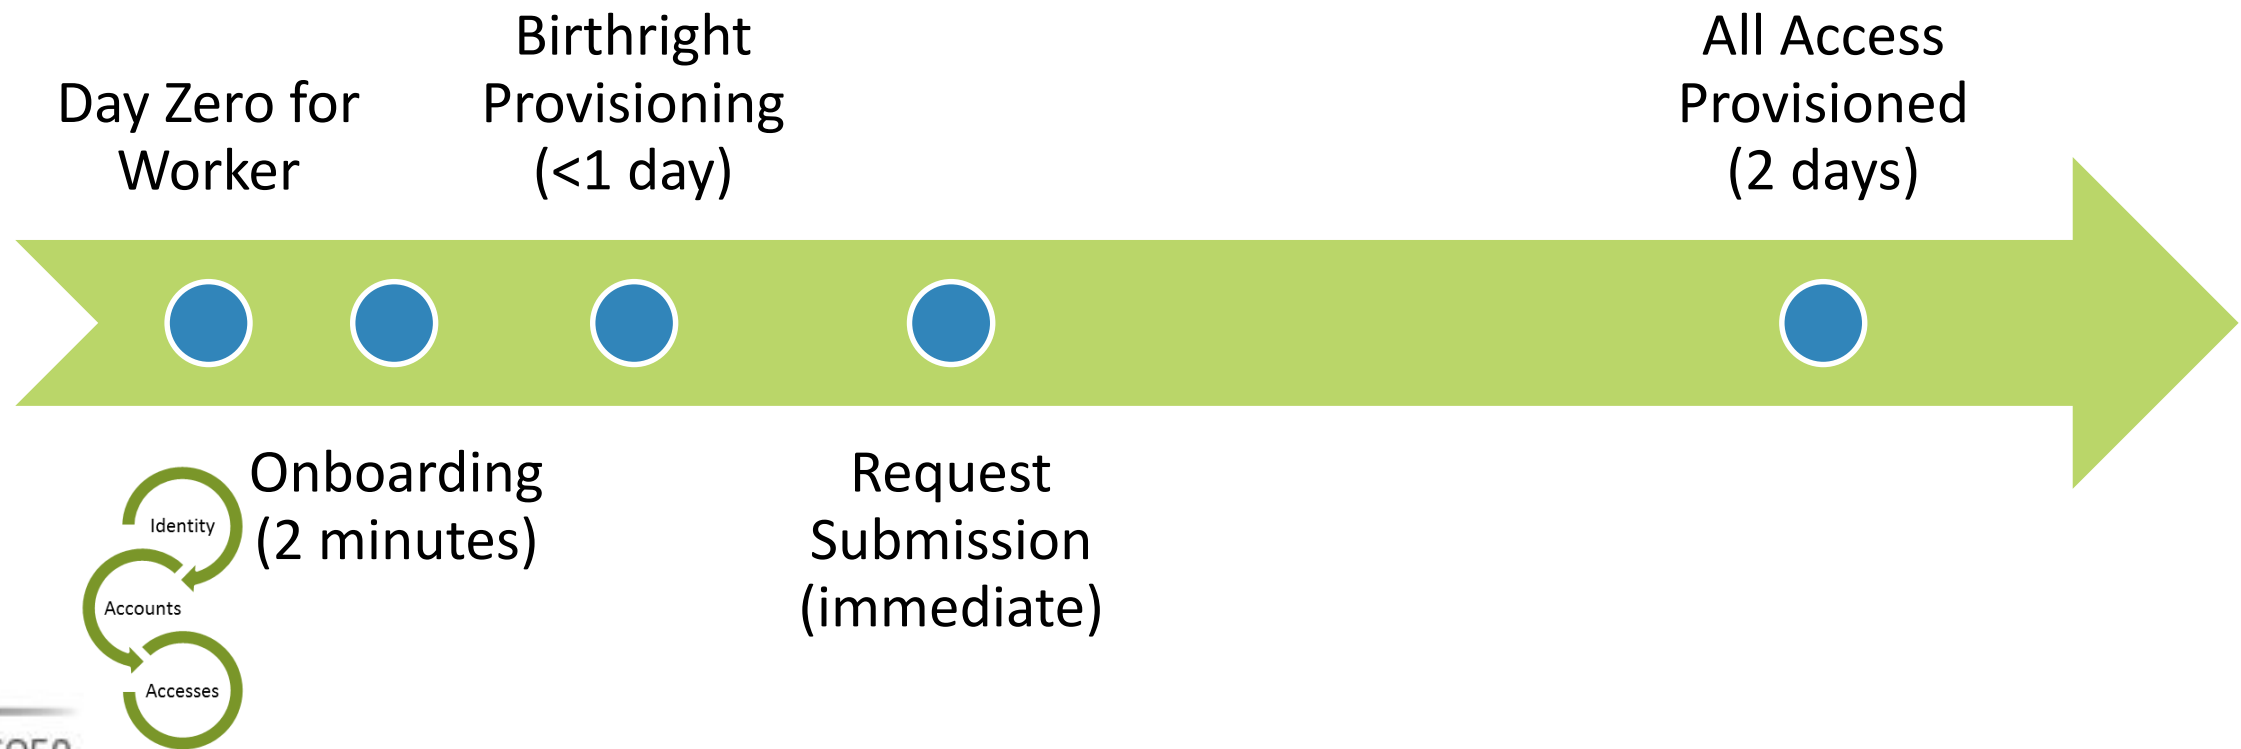 Day Zero for
Worker
Birthright
Provisioning
(<1 day)
All Access
Provisioned
(2 days)
Onboarding
(2 minutes)
Request
Submission
(immediate)
Identity
Accounts
Accesses